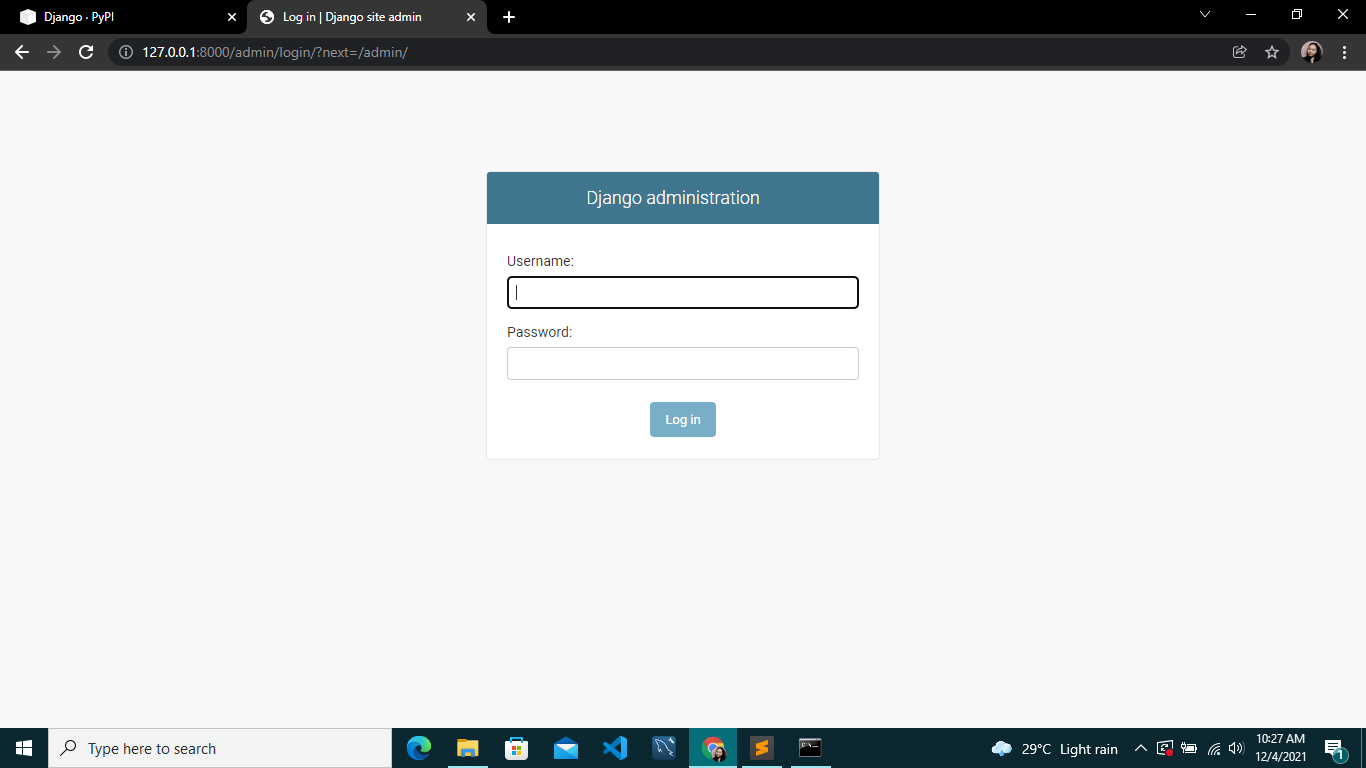 Django · PyPI
Log in | Django site admin
127.0.0.1:8000/admin/login/?next=/admin/
Django administration
Username:
Password:
Log in
Type here to search
29°C Light rain
10:27 AM
12/4/2021
1